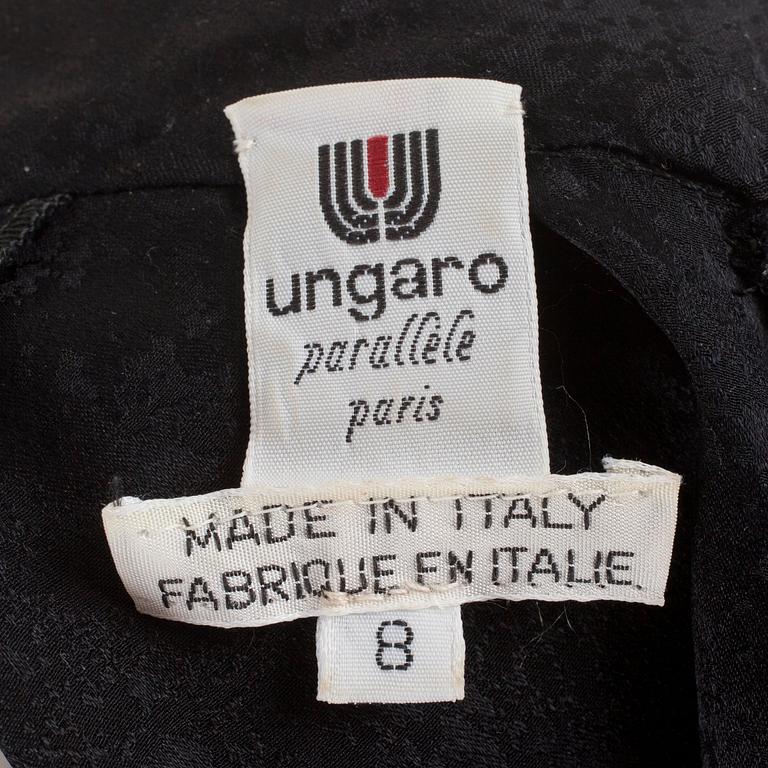 ungaro
parallèle
paris
MADE IN ITALY
FABRIQUE EN ITALIE.
8